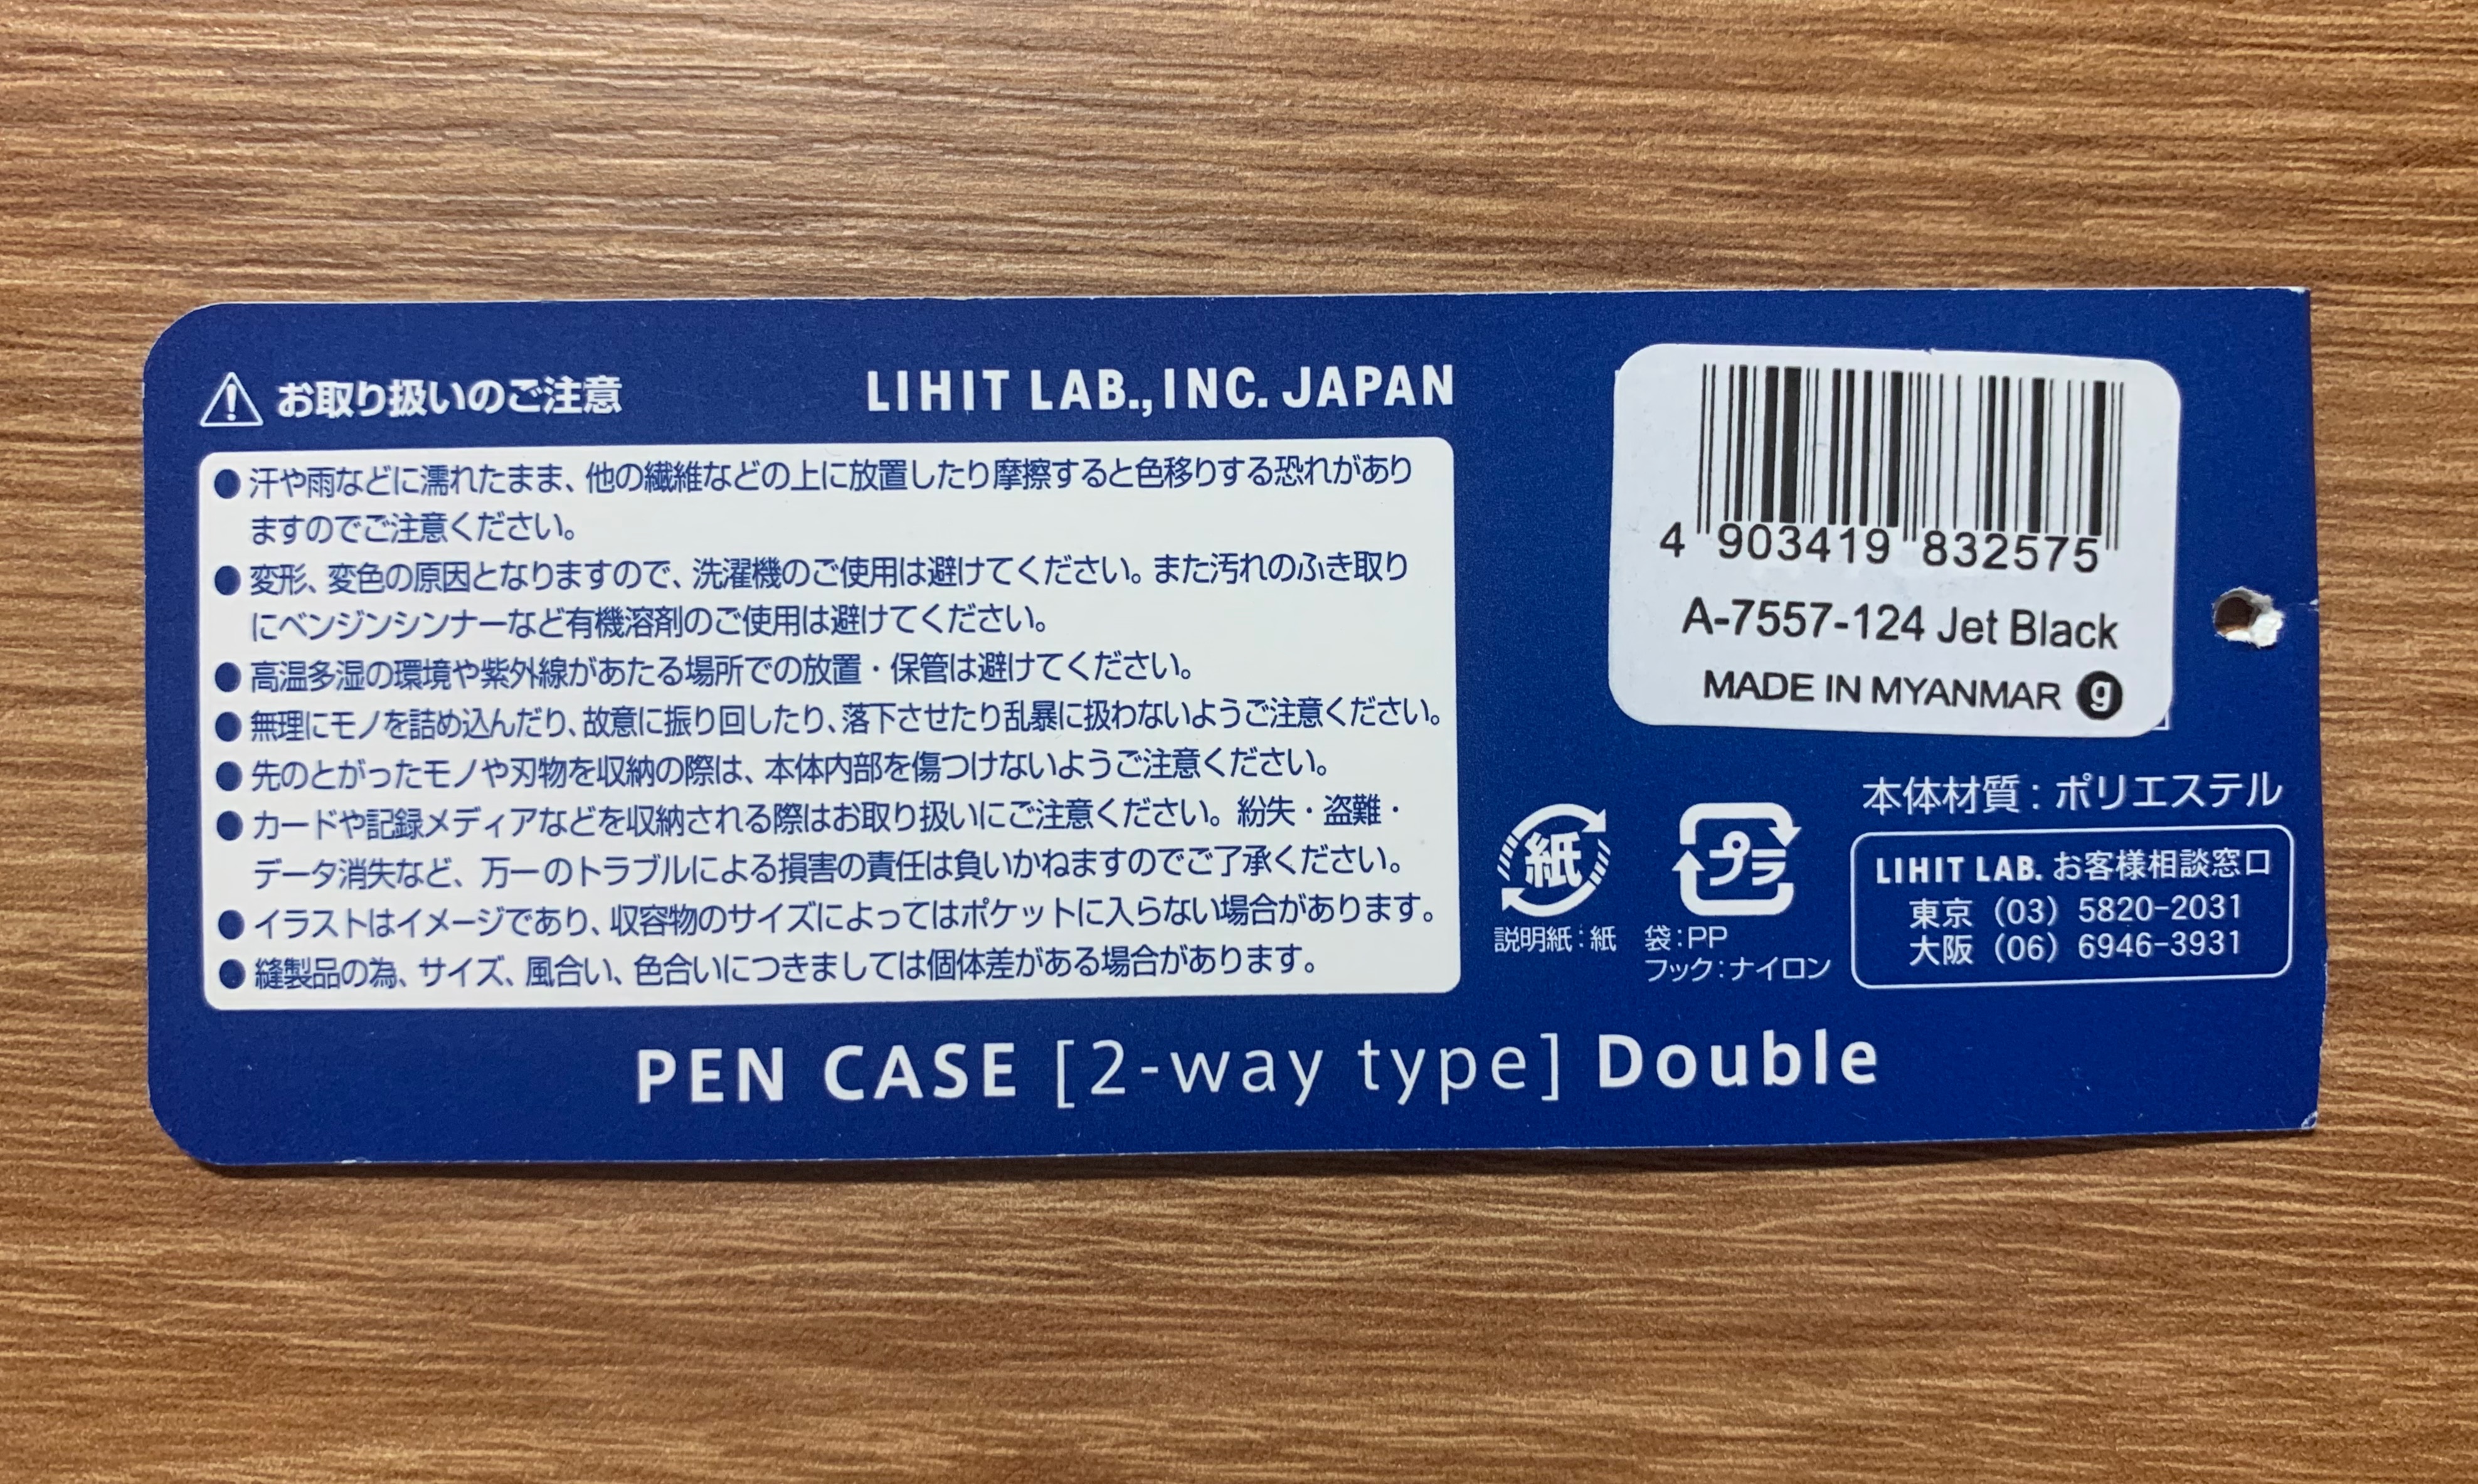 お取り扱いのご注意
LIHIT LAB., INC. JAPAN
●汗や雨などに濡れたまま、他の繊維などの上に放置したり摩擦すると色移りする恐れがあり
ますのでご注意ください。
●変形、変色の原因となりますので、洗濯機のご使用は避けてください。また汚れのふき取り
にベンジンシンナーなど有機溶剤のご使用は避けてください。
●高温多湿の環境や紫外線があたる場所での放置・保管は避けてください。
●無理にモノを詰め込んだり、故意に振り回したり、落下させたり乱暴に扱わないようご注意ください。
●先のとがったモノや刃物を収納の際は、本体内部を傷つけないようご注意ください。
●カードや記録メディアなどを収納される際はお取り扱いにご注意ください。紛失・盗難・
データ消失など、万一のトラブルによる損害の責任は負いかねますのでご了承ください。
●イラストはイメージであり、収容物のサイズによってはポケットに入らない場合があります。
●縫製品の為、サイズ、風合い、色合いにつきましては個体差がある場合があります。
4 903419 832575
A-7557-124 Jet Black
MADE IN MYANMAR g
本体材質:ポリエステル
紙
説明紙:紙
プラ
袋:PP
フック:ナイロン
LIHIT LAB. お客様相談窓口
東京 (03) 5820-2031
大阪 (06) 6946-3931
PEN CASE [2-way type] Double